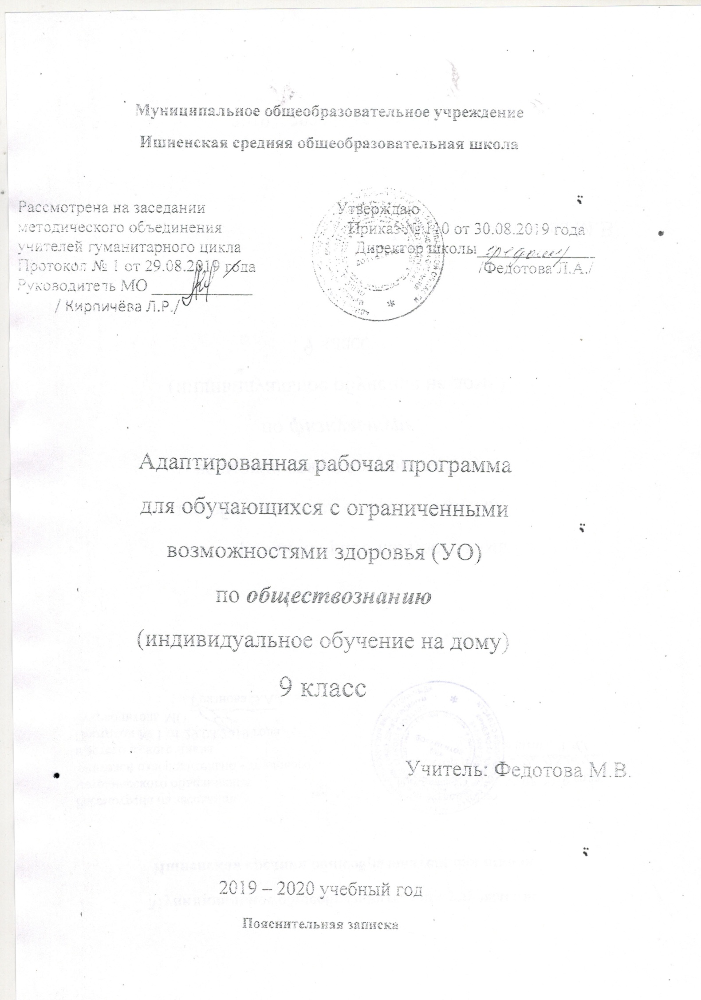 Муниципальное общеобразовательное учреждение
Ишненская средняя общеобразовательная школа
Рассмотрена на заседании
методического объединения
учителей гуманитарного цикла
Протокол № 1 от 29.08.2019 года
Руководитель МО
/ Кирпичёва Л.Р./
Утверждаю
Приказ № от 30.08.2019 года
Директор школы
/Федотова Л.А./
Адаптированная рабочая программа
для обучающихся с ограниченными
возможностями здоровья (УО)
по обществознанию
(индивидуальное обучение на дому)
9 класс
Учитель: Федотова М.В.
2019 – 2020 учебный год
Пояснительная записка